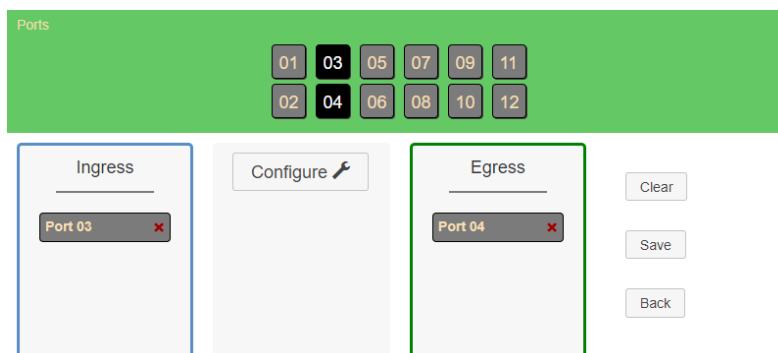 Ports
01 03 05 07 09 11
02 04 06 08 10 12
Ingress
Port 03
Configure
Egress
Port 04
Clear
Save
Back